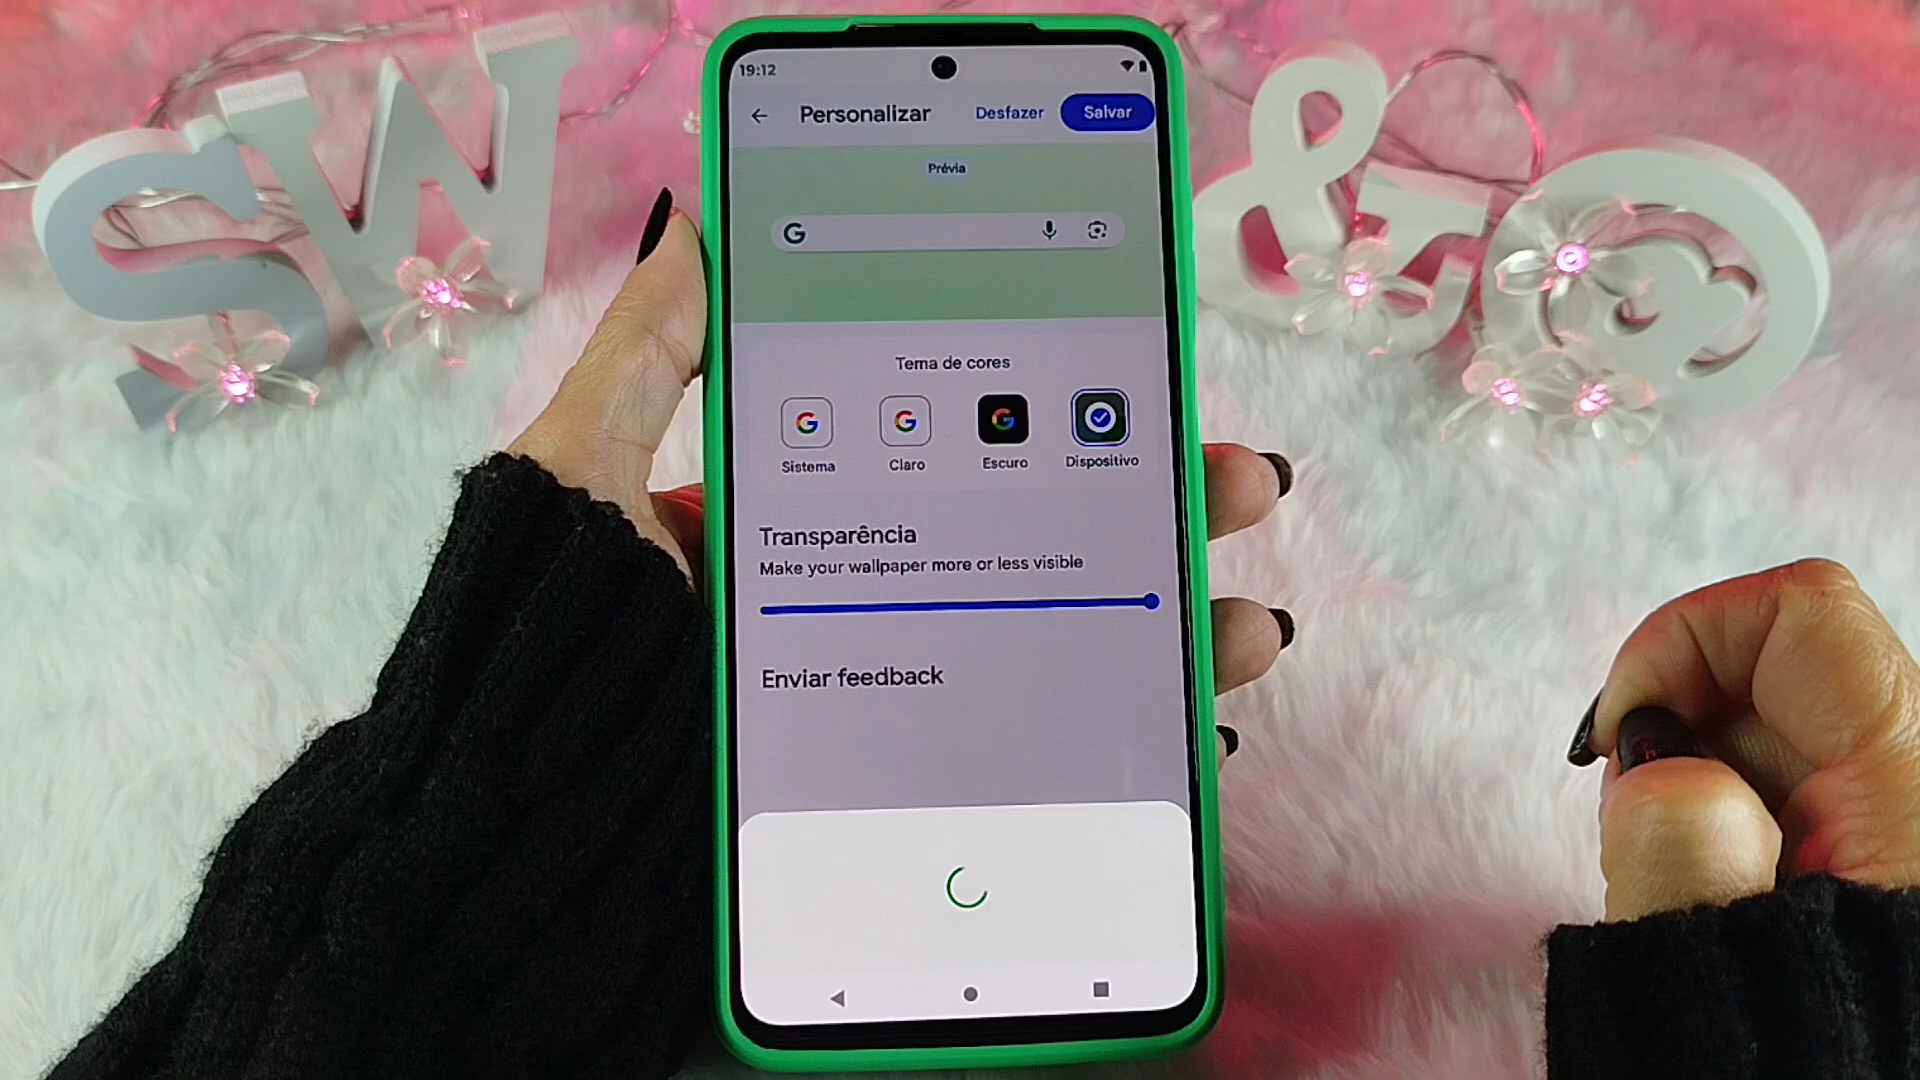 SW & @
19:12
Personalizar Desfazer Salvar
Prévia
G
Tema de cores
G G G
Sistema Claro Escuro Dispositivo
Transparência
Make your wallpaper more or less visible
Enviar feedback